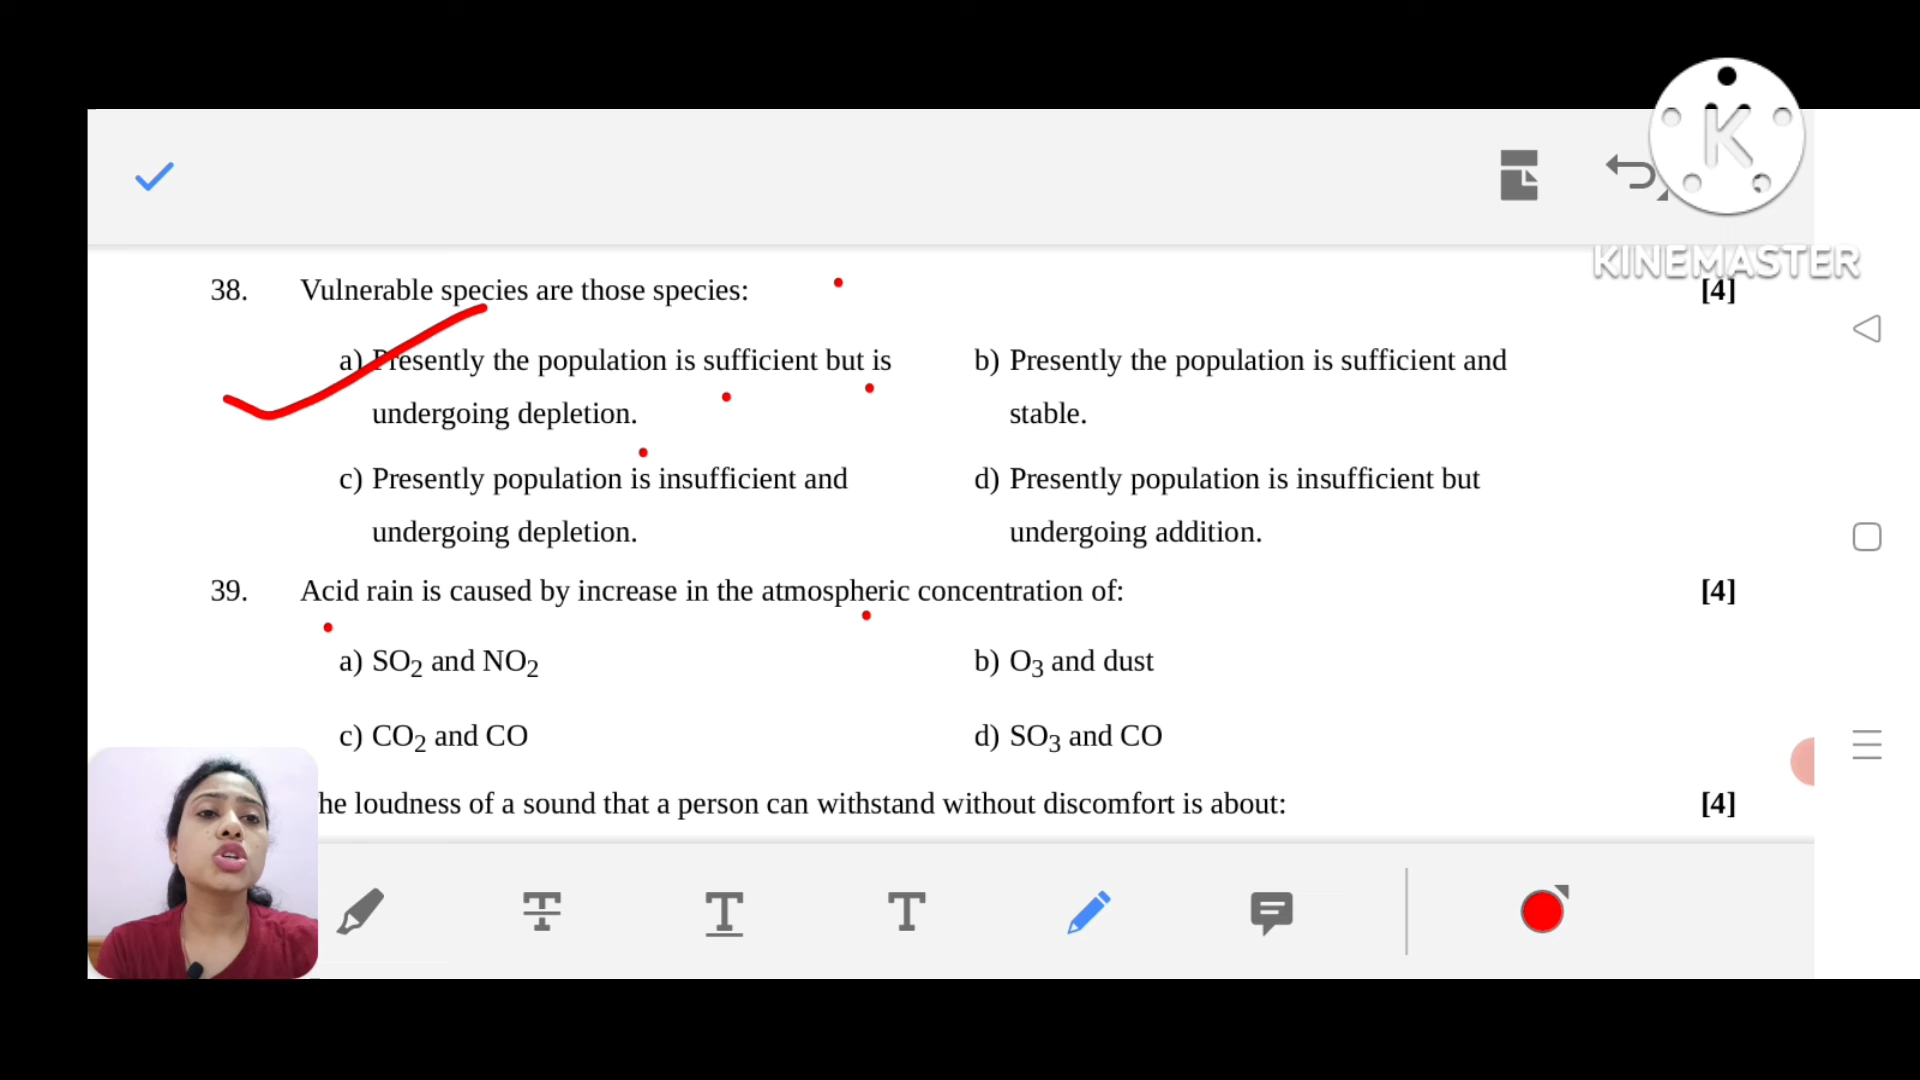 K
KINEMASTER
38. Vulnerable species are those species: [4]
a) Presently the population is sufficient but is
undergoing depletion.
b) Presently the population is sufficient and
stable.
c) Presently population is insufficient and
undergoing depletion.
d) Presently population is insufficient but
undergoing addition.
39. Acid rain is caused by increase in the atmospheric concentration of: [4]
a) SO2 and NO2
b) O3 and dust
c) CO2 and CO
d) SO3 and CO
he loudness of a sound that a person can withstand without discomfort is about: [4]
T T T